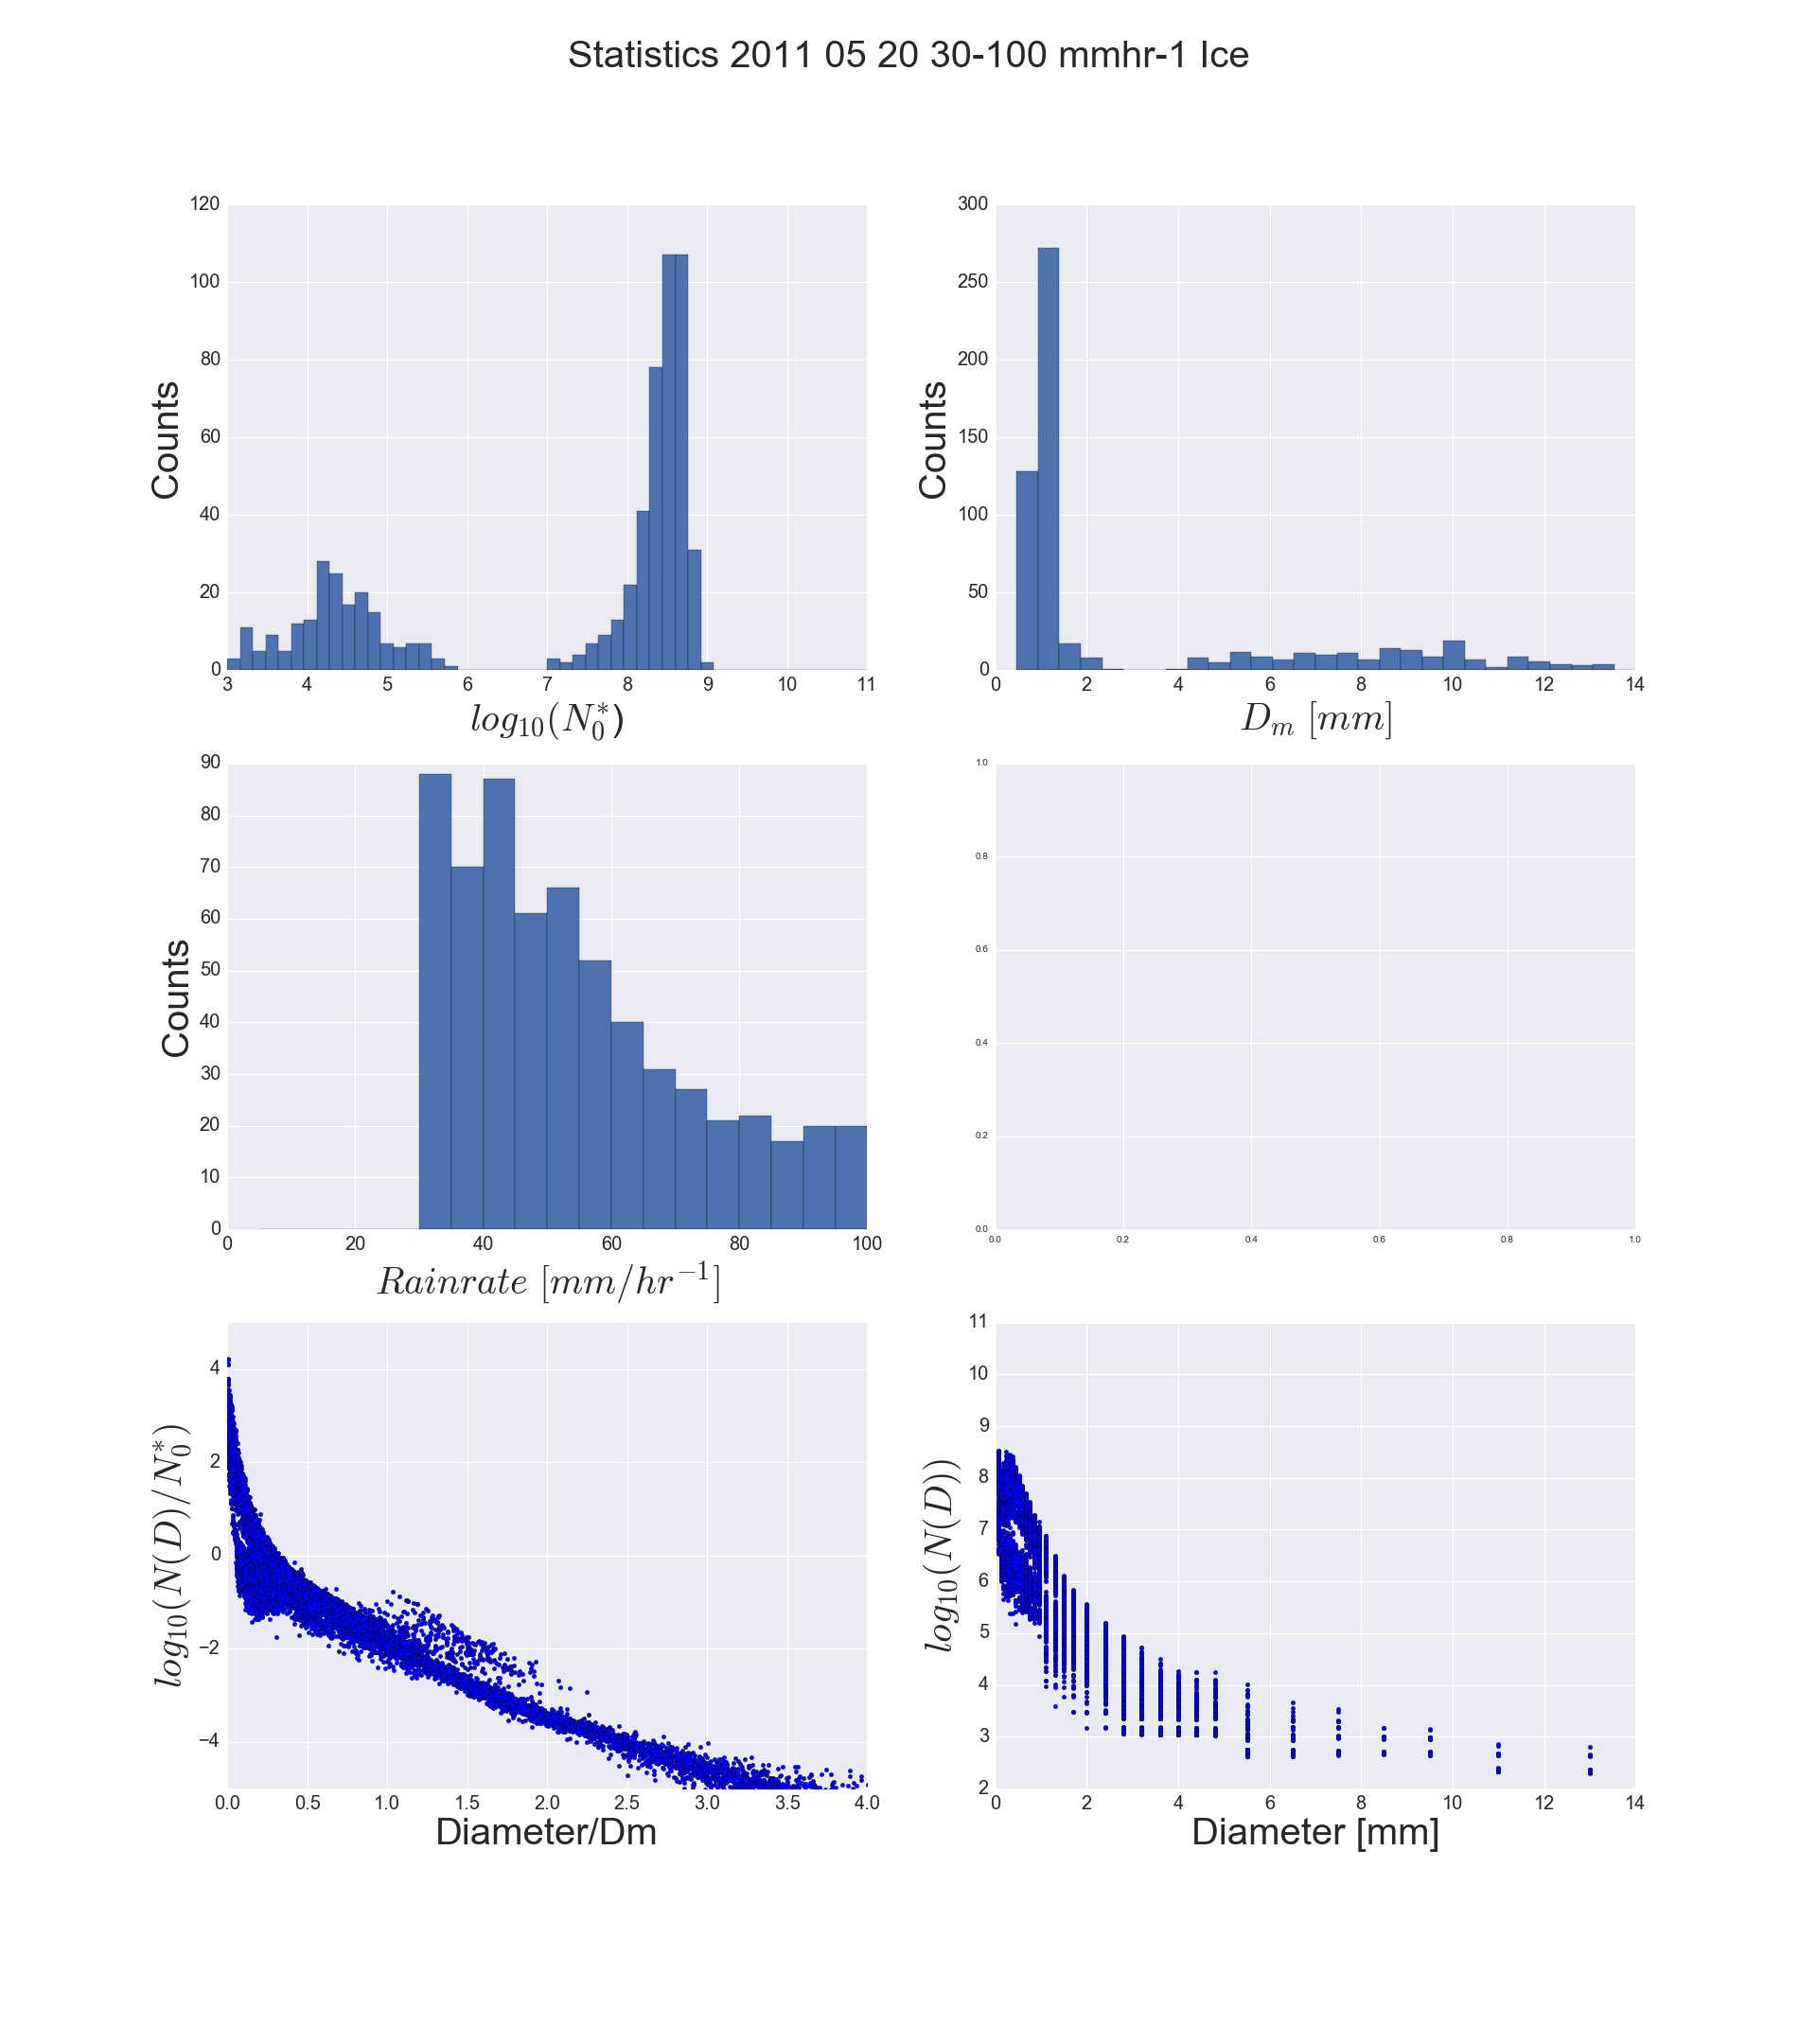 Statistics 2011 05 20 30-100 mmhr-1 Ice
120
100
80
60
40
20
0
Counts
3 4 5 6 7 8 9 10 11
log₁₀(N₀*)
300
250
200
150
100
50
0
Counts
0 2 4 6 8 10 12 14
Dₘ [mm]
90
80
70
60
50
40
30
20
10
0
Counts
0 20 40 60 80 100
Rainrate [mm/hr⁻¹]
1.0
0.8
0.6
0.4
0.2
0.0
0.0 0.2 0.4 0.6 0.8 1.0
4
2
0
−2
−4
log₁₀(N(D)/N₀*)
0.0 0.5 1.0 1.5 2.0 2.5 3.0 3.5 4.0
Diameter/Dm
11
10
9
8
7
6
5
4
3
2
log₁₀(N(D))
0 2 4 6 8 10 12 14
Diameter [mm]